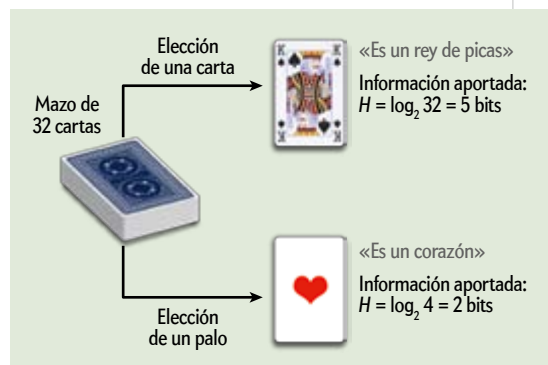 Elección
de una carta
Mazo de
32 cartas
K
K
«Es un rey de picas»
Información aportada:
H = log₂ 32 = 5 bits
Elección
de un palo
«Es un corazón»
Información aportada:
H = log₂ 4 = 2 bits